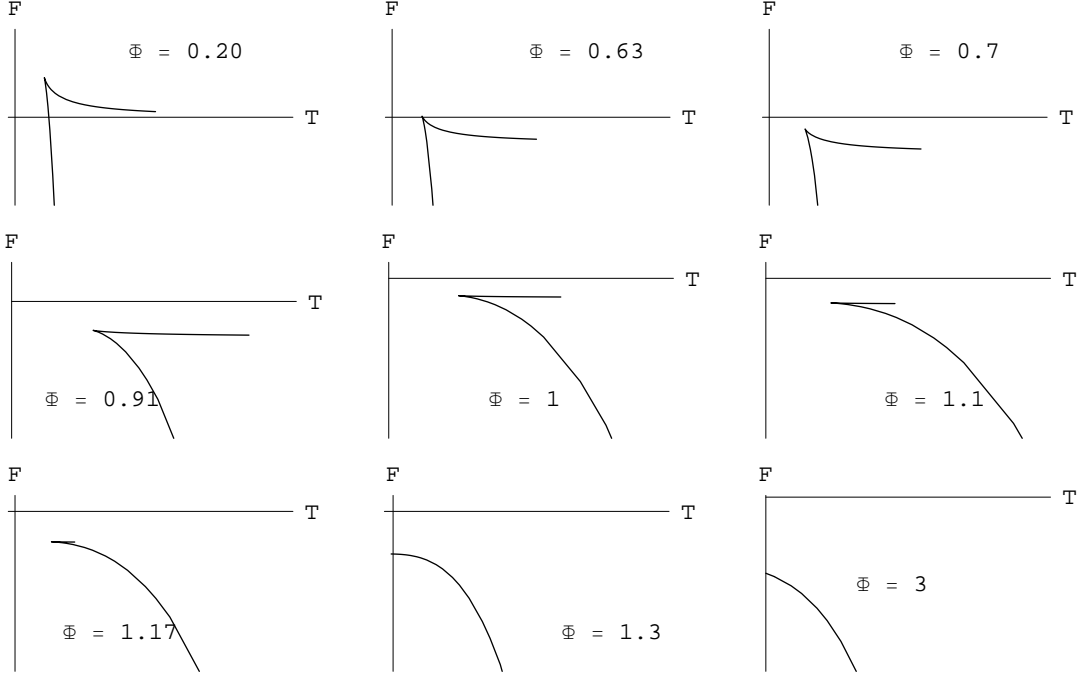 F
F
F
Φ = 0.20
Φ = 0.63
Φ = 0.7
T
T
T
F
F
F
T
T
T
Φ = 0.91
Φ = 1
Φ = 1.1
F
F
F
T
T
T
Φ = 3
Φ = 1.17
Φ = 1.3